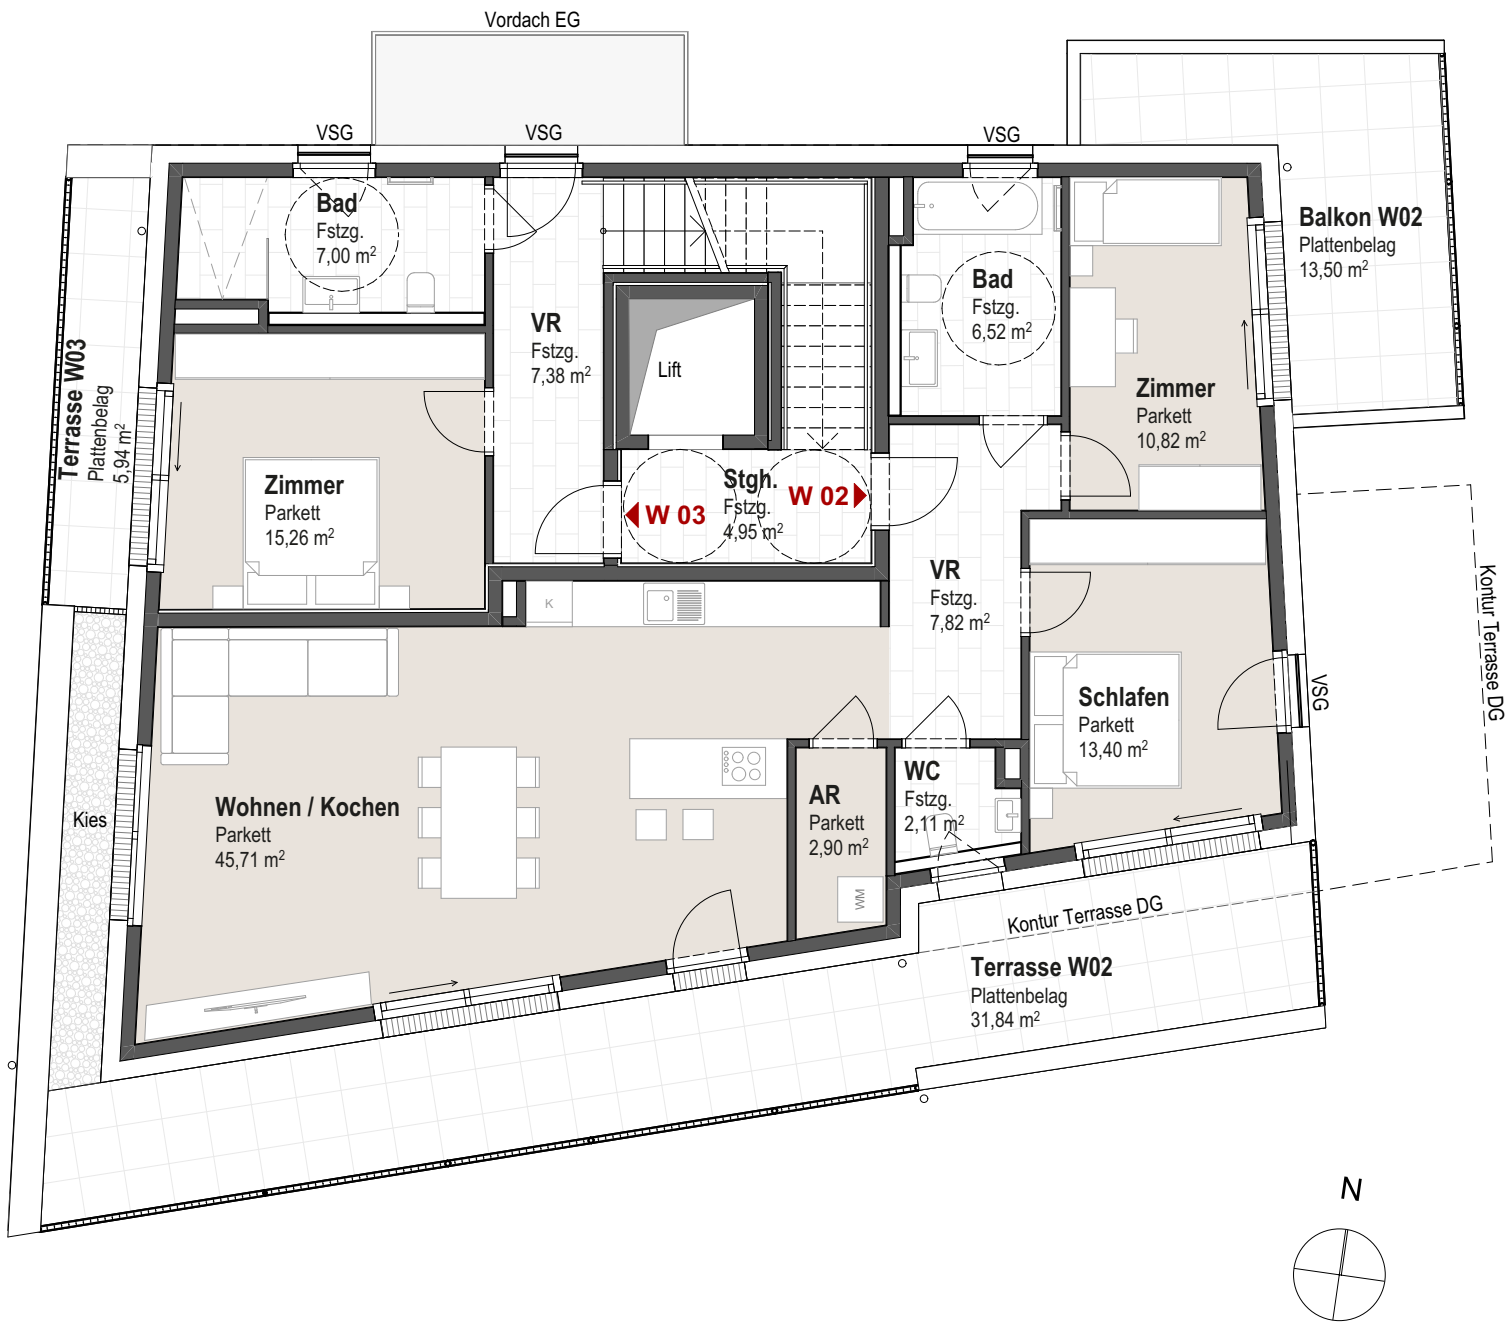 Vordach EG
VSG
VSG
VSG
Bad
Fstzg.
7,00 m²
VR
Fstzg.
7,38 m²
Lift
Bad
Fstzg.
6,52 m²
Balkon W02
Plattenbelag
13,50 m²
Zimmer
Parkett
10,82 m²
Terrasse W03
Plattenbelag
5,94 m²
Zimmer
Parkett
15,26 m²
Stgh.
Fstzg.
4,95 m²
W 03
W 02
VR
Fstzg.
7,82 m²
K
Kontur Terrasse DG
Schlafen
Parkett
13,40 m²
VSG
Wohnen / Kochen
Parkett
45,71 m²
Kies
AR
Parkett
2,90 m²
WM
WC
Fstzg.
2,11 m²
Kontur Terrasse DG
Terrasse W02
Plattenbelag
31,84 m²
N